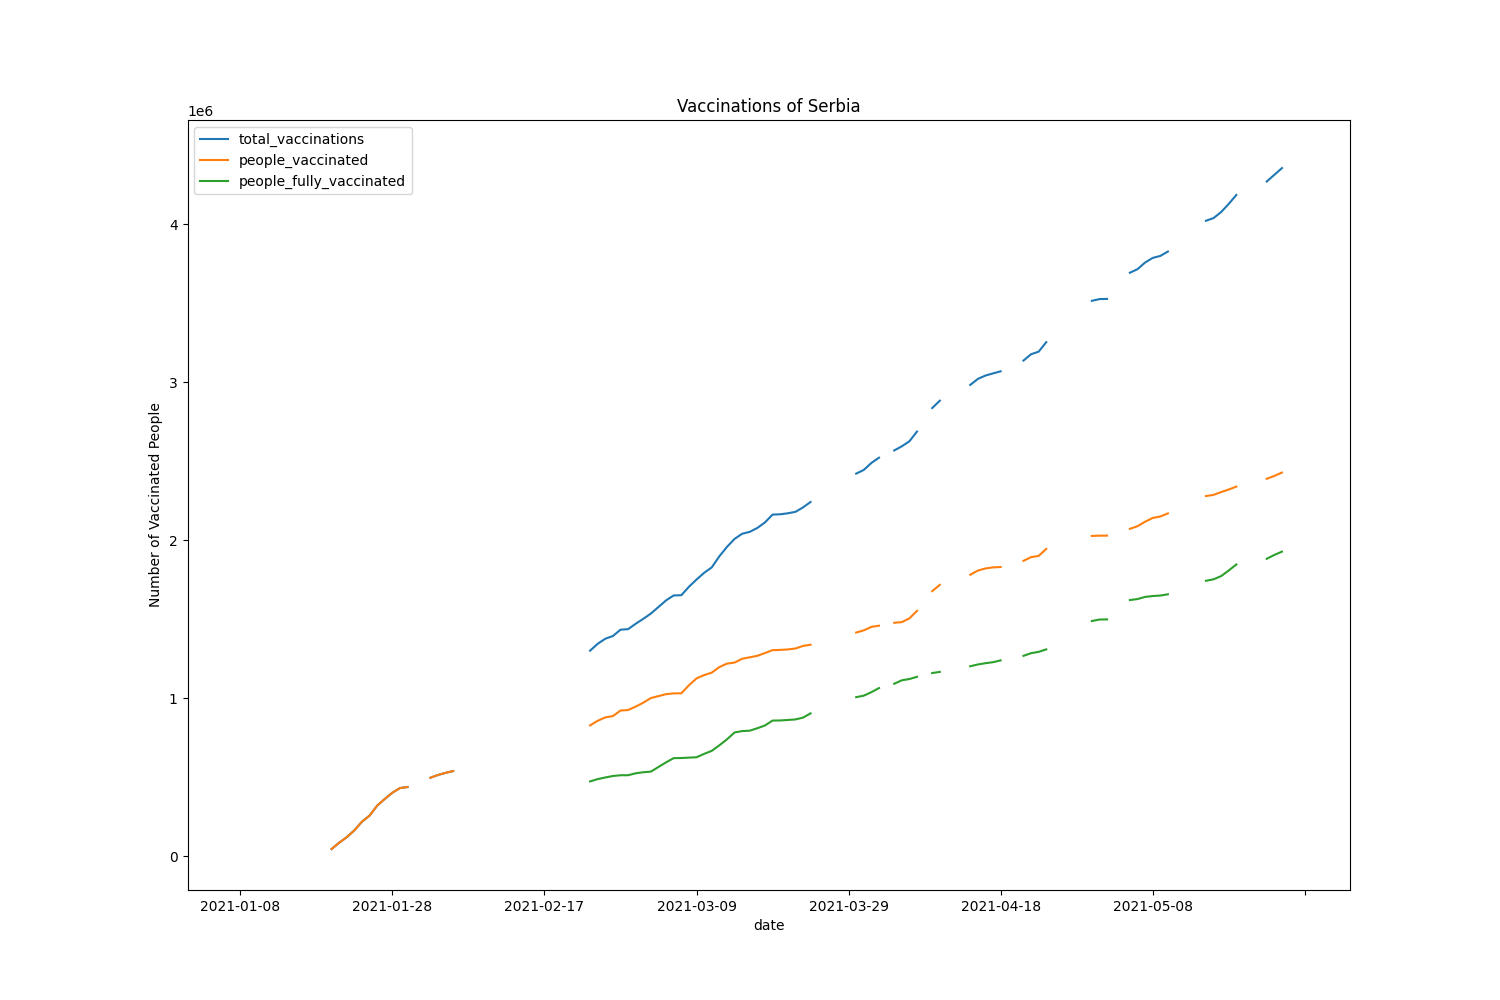 Vaccinations of Serbia
1e6
total_vaccinations
people_vaccinated
people_fully_vaccinated
4
3
2
1
0
Number of Vaccinated People
2021-01-08 2021-01-28 2021-02-17 2021-03-09 2021-03-29 2021-04-18 2021-05-08
date